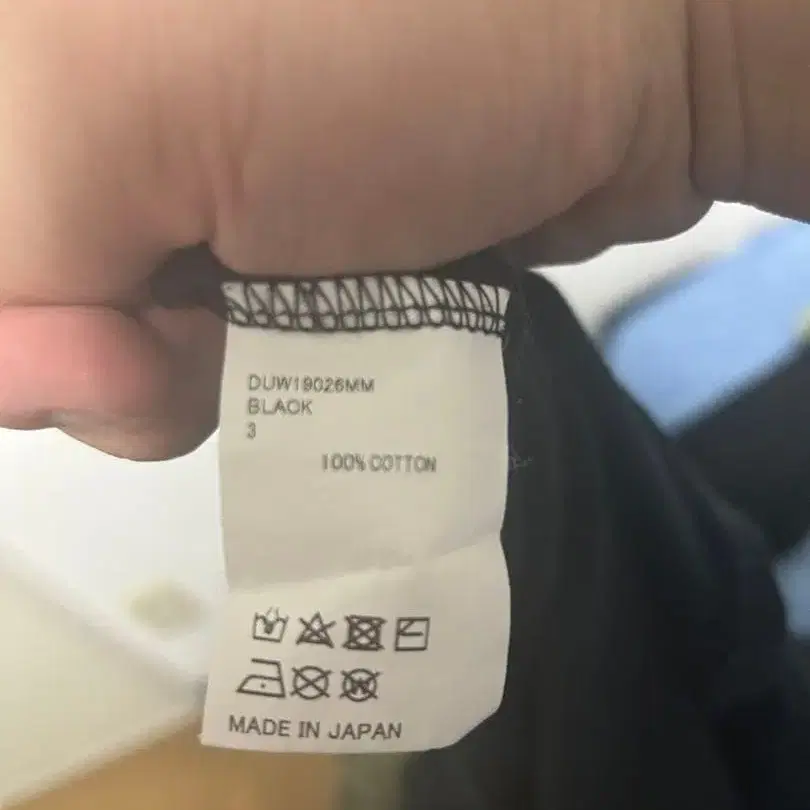 DUW19026MM
BLACK
3
100% COTTON
MADE IN JAPAN